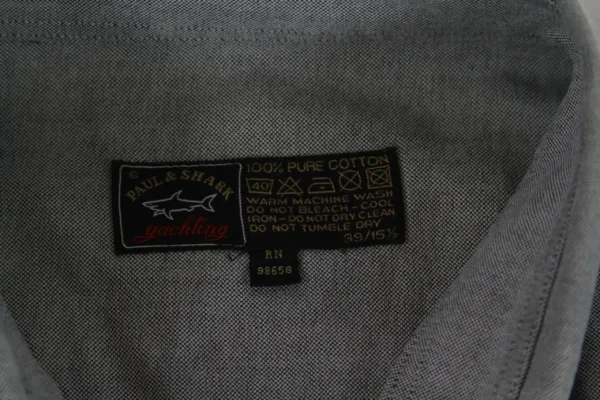 ©
PAUL & SHARK
yachting
100% PURE COTTON
40
WARM MACHINE WASH
DO NOT BLEACH - COOL
IRON - DO NOT DRY CLEAN
DO NOT TUMBLE DRY
39/15½
RN
98658